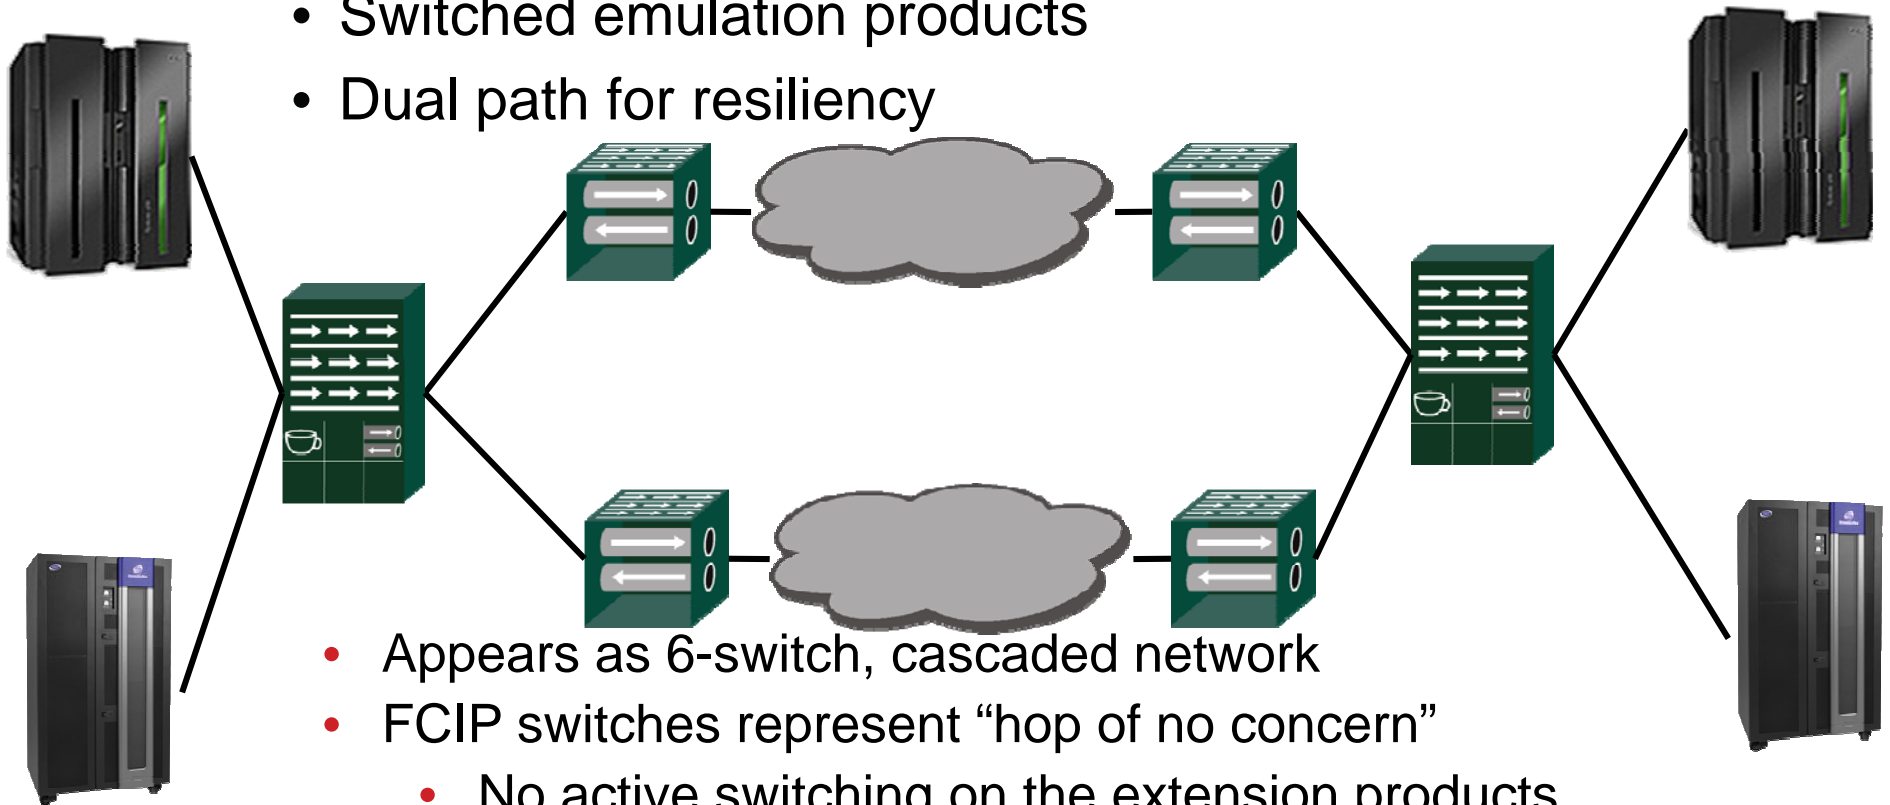 • Switched emulation products
• Dual path for resiliency
• Appears as 6-switch, cascaded network
• FCIP switches represent “hop of no concern”
• No active switching on the extension products